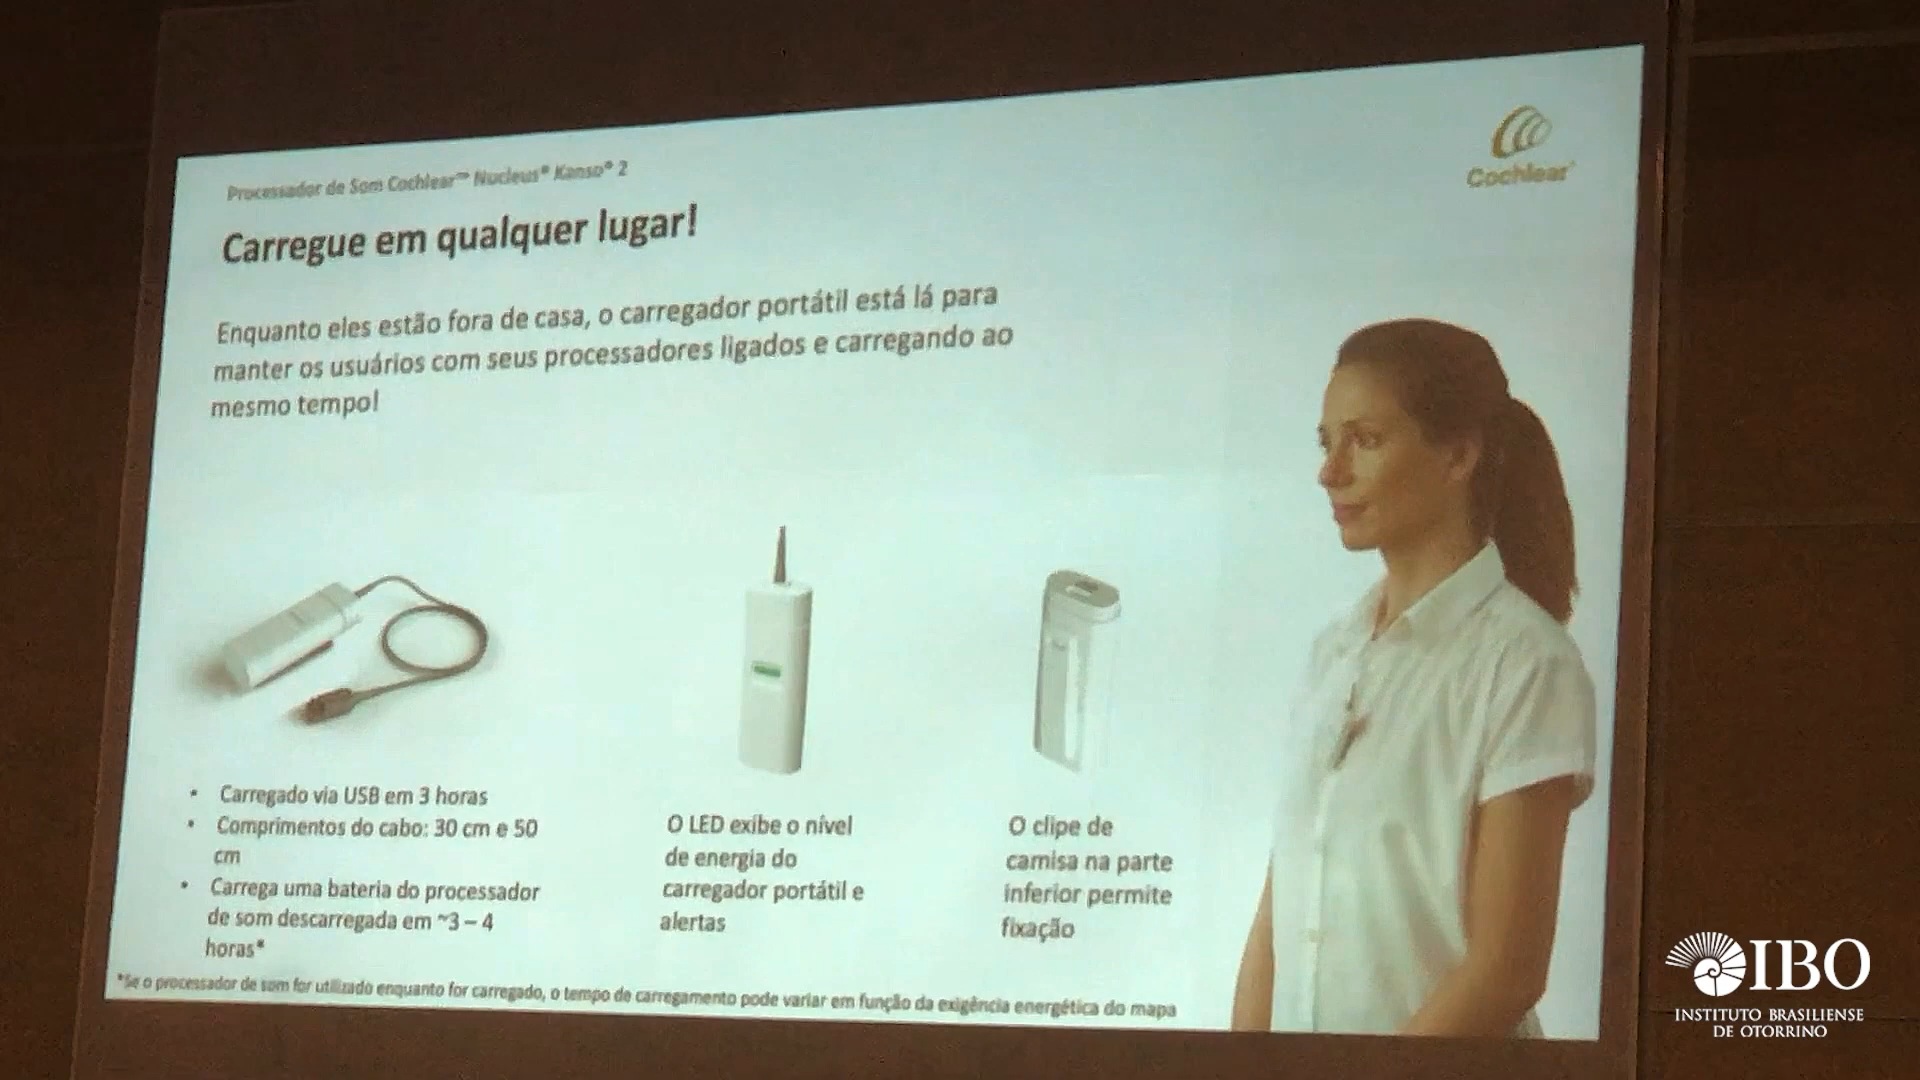 Processador de Som Cochlear™ Nucleus® Kanso® 2
Cochlear®
Carregue em qualquer lugar!
Enquanto eles estão fora de casa, o carregador portátil está lá para
manter os usuários com seus processadores ligados e carregando ao
mesmo tempo!
• Carregado via USB em 3 horas
• Comprimentos do cabo: 30 cm e 50
cm
• Carrega uma bateria do processador
de som descarregada em ~3 – 4
horas*
O LED exibe o nível
de energia do
carregador portátil e
alertas
O clipe de
camisa na parte
inferior permite
fixação
*Se o processador de som for utilizado enquanto for carregado, o tempo de carregamento pode variar em função da exigência energética do mapa
IBO
INSTITUTO BRASILIENSE
DE OTORRINO